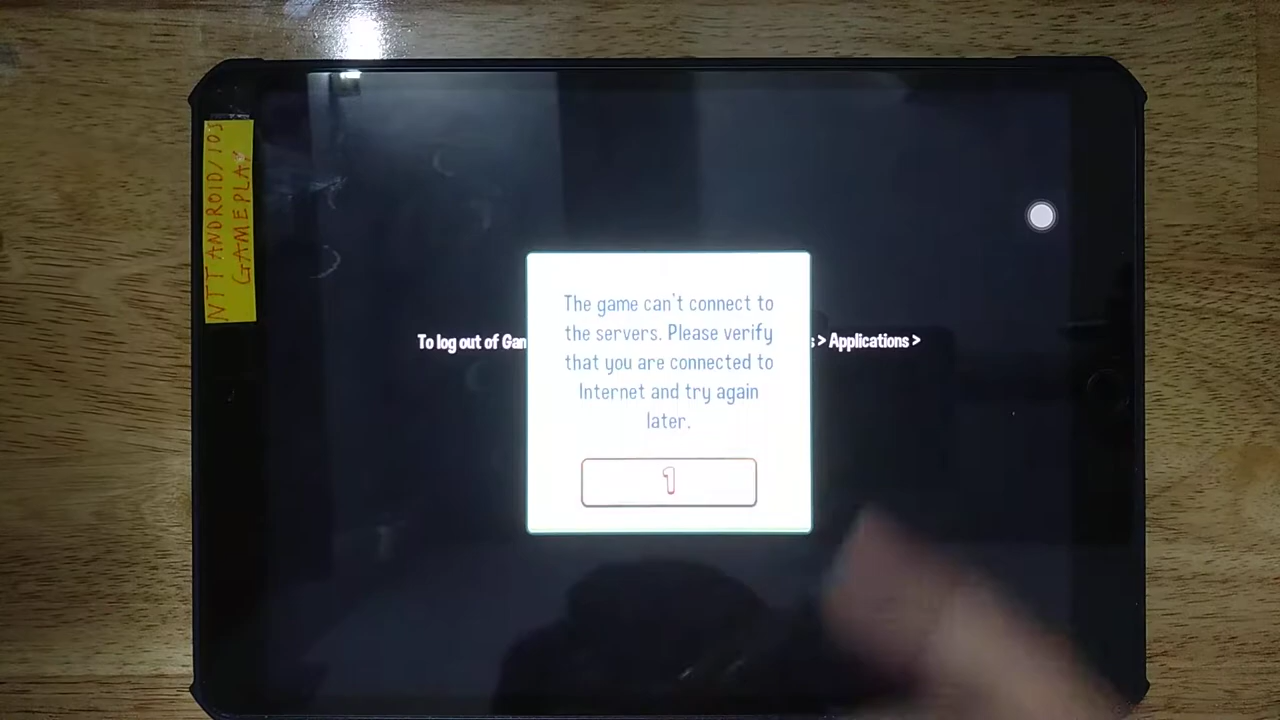 NTT ANDROID/IOS
GAMEPLAY
The game can't connect to
the servers. Please verify
that you are connected to
Internet and try again
later.
1
To log out of Gam
s > Applications >